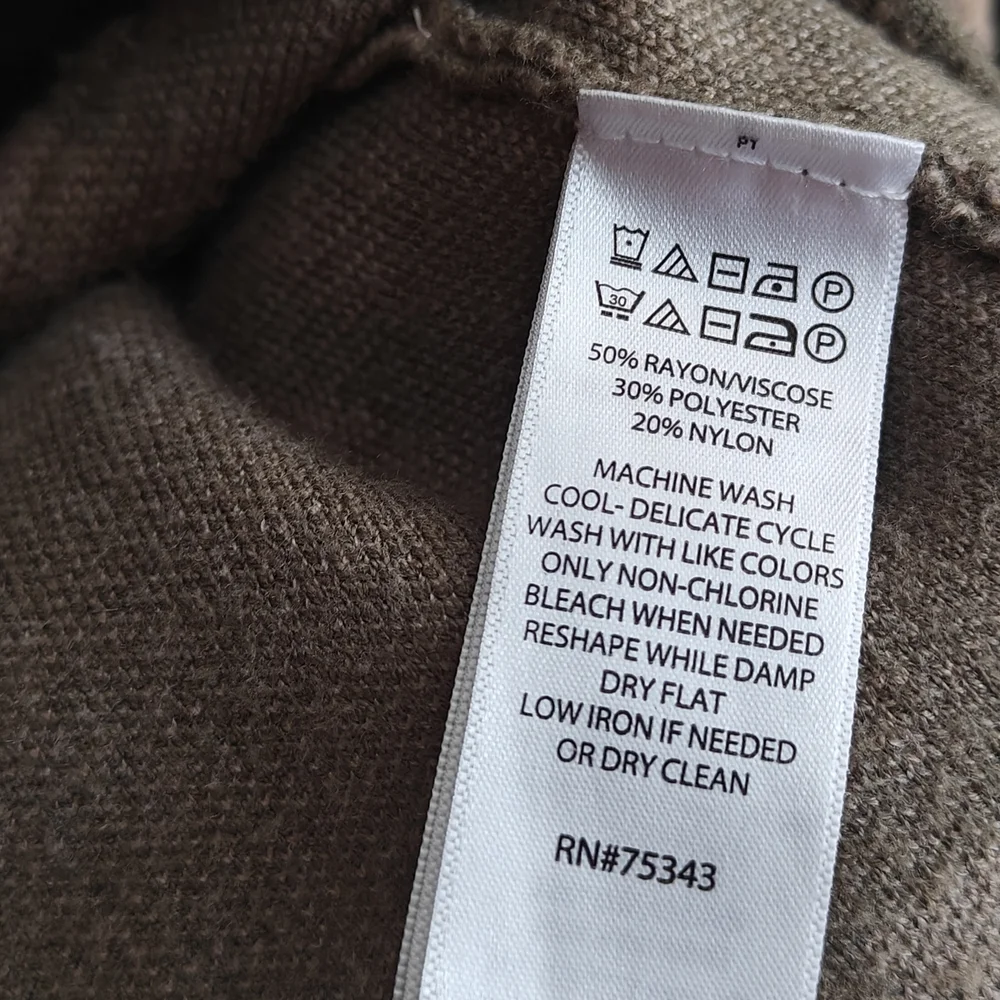 P1
P
30 P
50% RAYON/VISCOSE
30% POLYESTER
20% NYLON
MACHINE WASH
COOL- DELICATE CYCLE
WASH WITH LIKE COLORS
ONLY NON-CHLORINE
BLEACH WHEN NEEDED
RESHAPE WHILE DAMP
DRY FLAT
LOW IRON IF NEEDED
OR DRY CLEAN
RN#75343